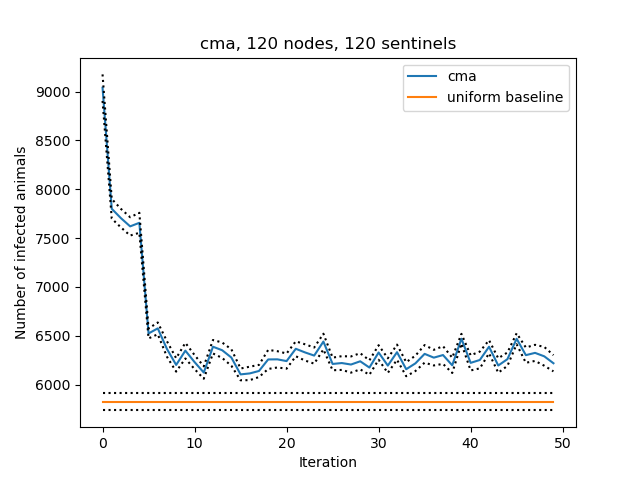 cma, 120 nodes, 120 sentinels
cma
uniform baseline
Number of infected animals
9000
8500
8000
7500
7000
6500
6000
0
10
20
30
40
50
Iteration